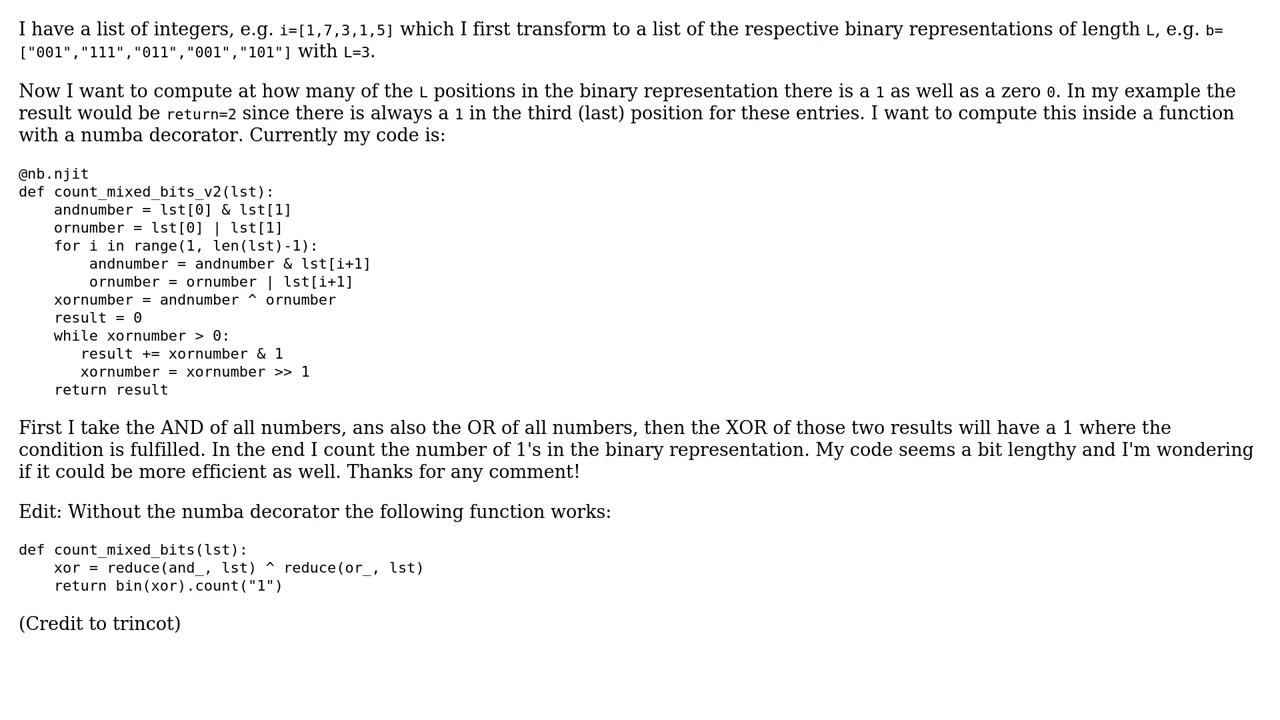 I have a list of integers, e.g. i=[1,7,3,1,5] which I first transform to a list of the respective binary representations of length L, e.g. b=
["001","111","011","001","101"] with L=3.
Now I want to compute at how many of the L positions in the binary representation there is a 1 as well as a zero 0. In my example the
result would be return=2 since there is always a 1 in the third (last) position for these entries. I want to compute this inside a function
with a numba decorator. Currently my code is:
@nb.njit
def count_mixed_bits_v2(lst):
    andnumber = lst[0] & lst[1]
    ornumber = lst[0] | lst[1]
    for i in range(1, len(lst)-1):
        andnumber = andnumber & lst[i+1]
        ornumber = ornumber | lst[i+1]
    xornumber = andnumber ^ ornumber
    result = 0
    while xornumber > 0:
       result += xornumber & 1
       xornumber = xornumber >> 1
    return result
First I take the AND of all numbers, ans also the OR of all numbers, then the XOR of those two results will have a 1 where the
condition is fulfilled. In the end I count the number of 1's in the binary representation. My code seems a bit lengthy and I'm wondering
if it could be more efficient as well. Thanks for any comment!
Edit: Without the numba decorator the following function works:
def count_mixed_bits(lst):
    xor = reduce(and_, lst) ^ reduce(or_, lst)
    return bin(xor).count("1")
(Credit to trincot)